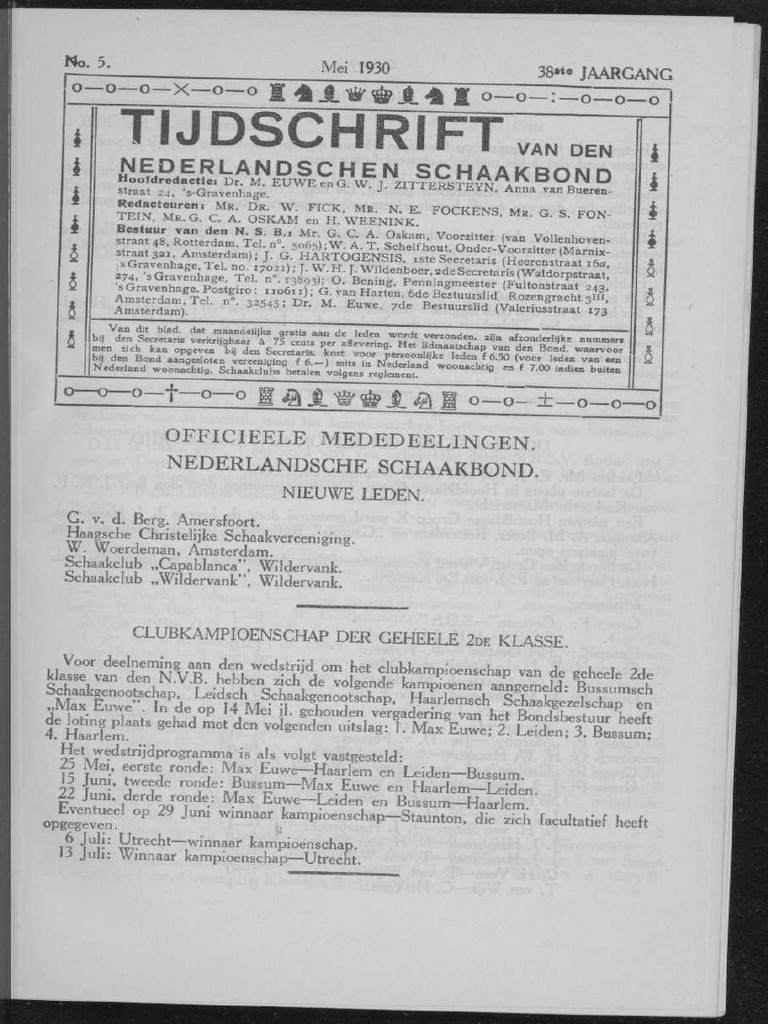 No. 5.
Mei 1930
38ste JAARGANG
TIJDSCHRIFT VAN DEN
NEDERLANDSCHEN SCHAAKBOND
Hoofdredactie: Dr. M. EUWE en G. W. J. ZITTERSTEYN, Anna van Bueren-
straat 24, 's-Gravenhage.
Redacteuren: MR. DR. W. FICK, MR. N. E. FOCKENS, MR. G. S. FON-
TEIN, MR. G. C. A. OSKAM en H. WEENINK.
Bestuur van den N. S. B.: Mr. G. C. A. Oskam, Voorzitter (van Vollenhoven-
straat 48, Rotterdam, Tel. n°. 5065); W. A. T. Schelfhout, Onder-Voorzitter (Marnix-
straat 321, Amsterdam); J. G. HARTOGENSIS, 1ste Secretaris (Heerenstraat 16a,
's Gravenhage, Tel. no. 17021); J. W. H. J. Wildenboer, 2de Secretaris (Waldorpstraat,
274, 's Gravenhage, Tel. n°. 13803); O. Bening, Penningmeester (Fultonstraat 243,
's Gravenhage. Postgiro: 110611); G. van Harten, 6de Bestuurslid Rozengracht 3III,
Amsterdam, Tel. n°. 32545; Dr. M. Euwe, 7de Bestuurslid (Valeriusstraat 173
Amsterdam).
Van dit blad, dat maandelijks gratis aan de leden wordt verzonden, zijn afzonderlijke nummers
bij den Secretaris verkrijgbaar à 75 cents per aflevering. Het lidmaatschap van den Bond, waarvoor
men zich kan opgeven bij den Secretaris, kost voor persoonlijke leden f 6.50 (voor leden van een
bij den Bond aangesloten vereeniging f 6.—) mits in Nederland woonachtig en f 7.00 indien buiten
Nederland woonachtig. Schaakclubs betalen volgens reglement.
OFFICIEELE MEDEDEELINGEN.
NEDERLANDSCHE SCHAAKBOND.
NIEUWE LEDEN.
G. v. d. Berg. Amersfoort.
Haagsche Christelijke Schaakvereeniging.
W. Woerdeman, Amsterdam.
Schaakclub „Capablanca", Wildervank.
Schaakclub „Wildervank", Wildervank.
CLUBKAMPIOENSCHAP DER GEHEELE 2DE KLASSE.
Voor deelneming aan den wedstrijd om het clubkampioenschap van de geheele 2de
klasse van den N.V.B. hebben zich de volgende kampioenen aangemeld: Bussumsch
Schaakgenootschap, Leidsch Schaakgenootschap, Haarlemsch Schaakgezelschap en
„Max Euwe". In de op 14 Mei jl. gehouden vergadering van het Bondsbestuur heeft
de loting plaats gehad met den volgenden uitslag: 1. Max Euwe; 2. Leiden; 3. Bussum;
4. Haarlem.
Het wedstrijdprogramma is als volgt vastgesteld:
25 Mei, eerste ronde: Max Euwe—Haarlem en Leiden—Bussum.
15 Juni, tweede ronde: Bussum—Max Euwe en Haarlem—Leiden.
22 Juni, derde ronde: Max Euwe—Leiden en Bussum—Haarlem.
Eventueel op 29 Juni winnaar kampioenschap—Staunton, die zich facultatief heeft
opgegeven.
6 Juli: Utrecht—winnaar kampioenschap.
13 Juli: Winnaar kampioenschap—Utrecht.